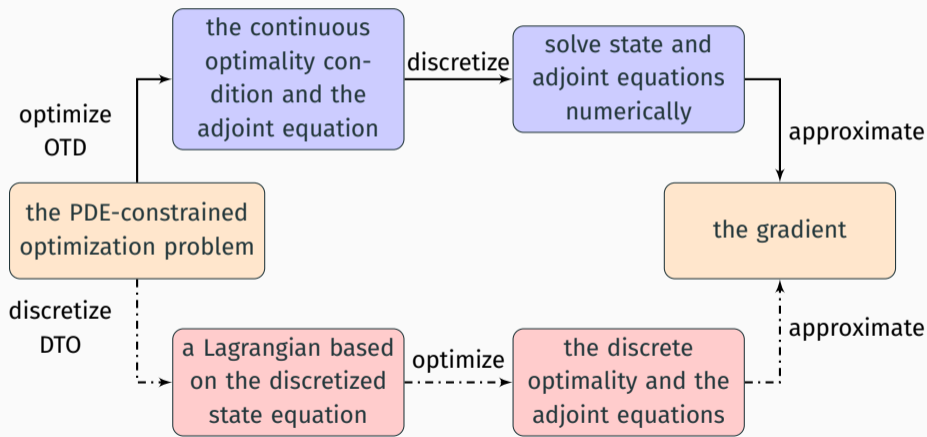 the continuous
optimality con-
dition and the
adjoint equation
discretize
solve state and
adjoint equations
numerically
optimize
OTD
approximate
the PDE-constrained
optimization problem
the gradient
discretize
DTO
a Lagrangian based
on the discretized
state equation
optimize
the discrete
optimality and the
adjoint equations
approximate